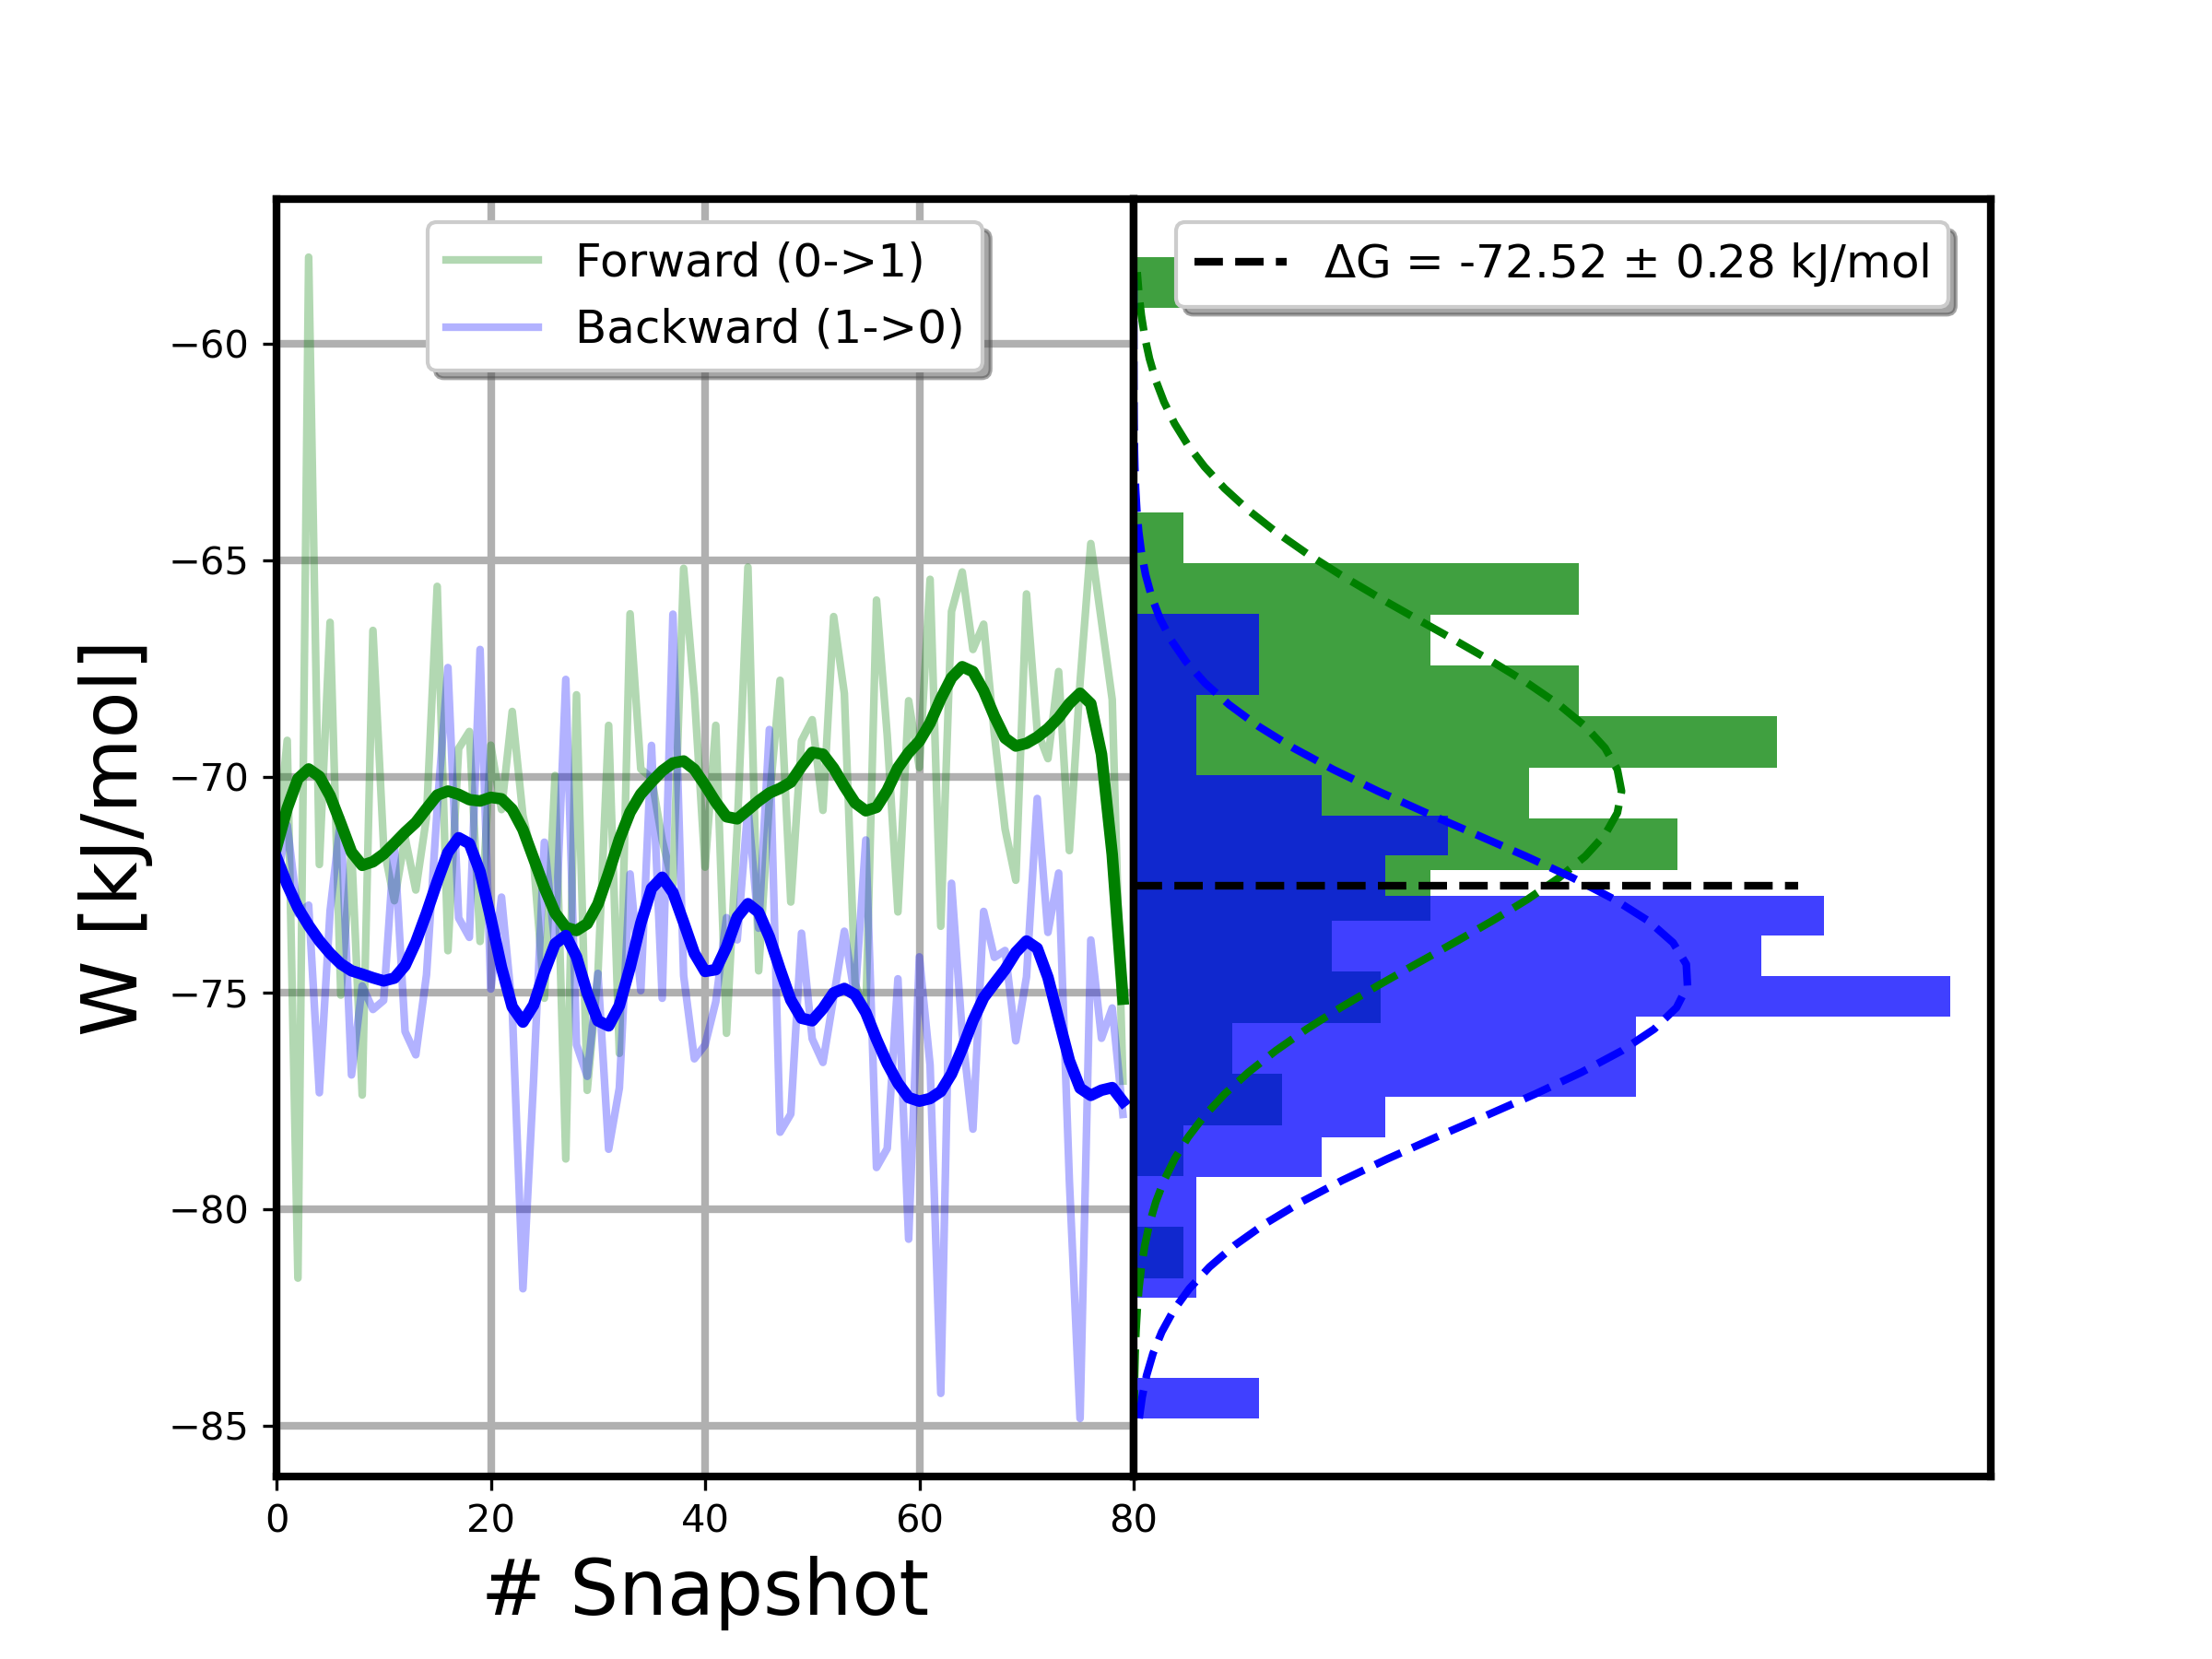 Forward (0->1)
Backward (1->0)
ΔG = -72.52 ± 0.28 kJ/mol
W [kJ/mol]
−60
−65
−70
−75
−80
−85
0 20 40 60 80
# Snapshot